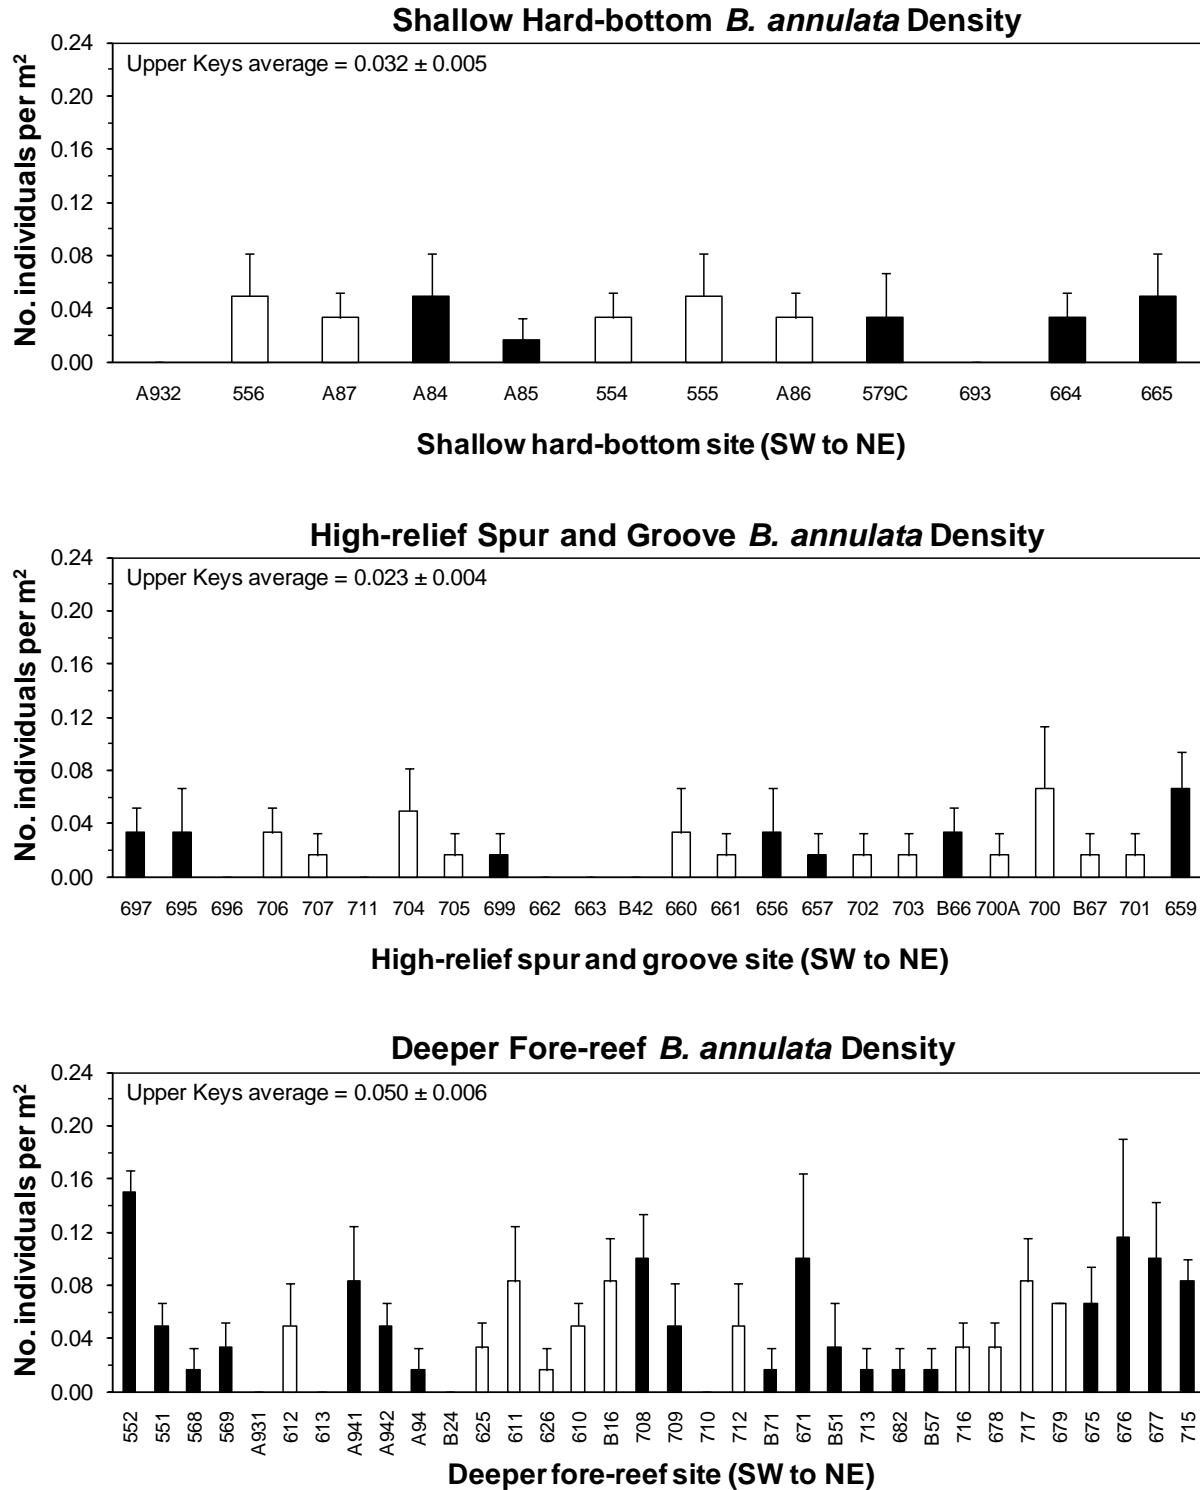 Shallow Hard-bottom B. annulata Density
Upper Keys average = 0.032 ± 0.005
No. individuals per m²
0.24
0.20
0.16
0.12
0.08
0.04
0.00
A932 556 A87 A84 A85 554 555 A86 579C 693 664 665
Shallow hard-bottom site (SW to NE)
High-relief Spur and Groove B. annulata Density
Upper Keys average = 0.023 ± 0.004
No. individuals per m²
0.24
0.20
0.16
0.12
0.08
0.04
0.00
697 695 696 706 707 711 704 705 699 662 663 B42 660 661 656 657 702 703 B66 700A 700 B67 701 659
High-relief spur and groove site (SW to NE)
Deeper Fore-reef B. annulata Density
Upper Keys average = 0.050 ± 0.006
No. individuals per m²
0.24
0.20
0.16
0.12
0.08
0.04
0.00
552 551 568 569 A931 612 613 A941 A942 A94 B24 625 611 626 610 B16 708 709 710 712 B71 671 B51 713 682 B57 716 678 717 679 675 676 677 715
Deeper fore-reef site (SW to NE)